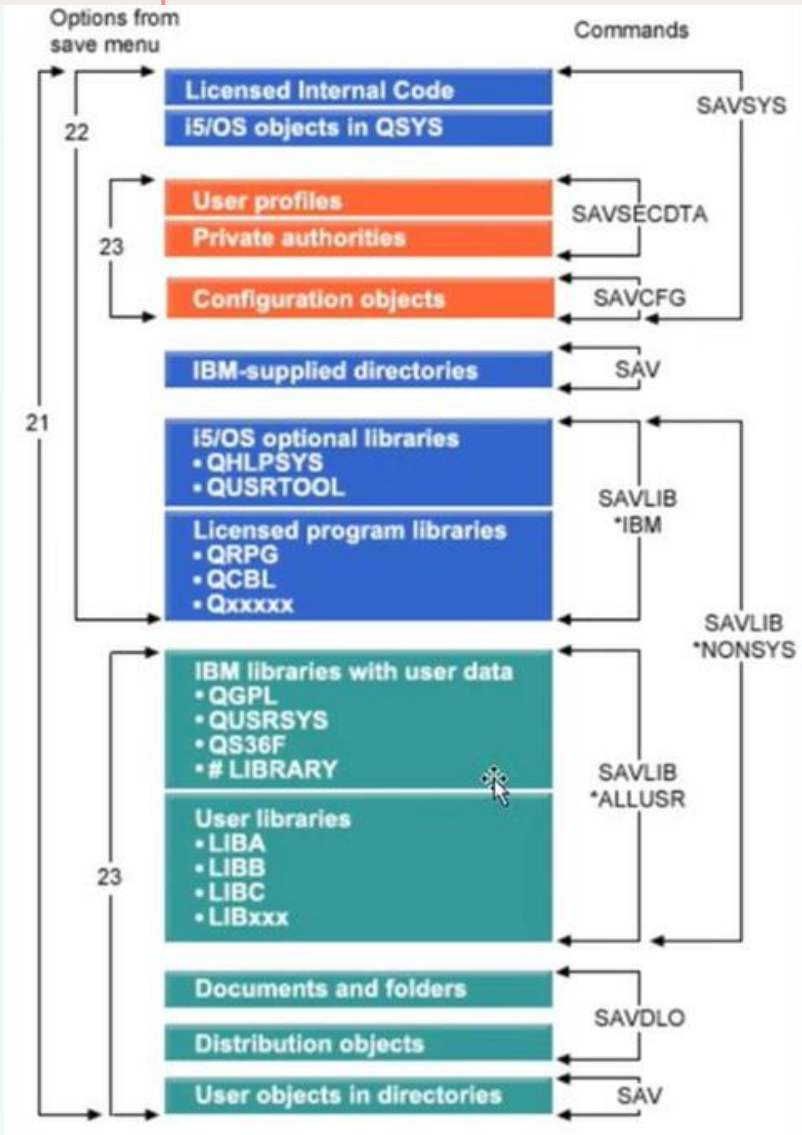 Options from
save menu
Commands
Licensed Internal Code
i5/OS objects in QSYS
SAVSYS
22
User profiles
Private authorities
SAVSECDTA
23
Configuration objects
SAVCFG
IBM-supplied directories
SAV
21
i5/OS optional libraries
• QHLPSYS
• QUSRTOOL
Licensed program libraries
• QRPG
• QCBL
• Qxxxxx
SAVLIB
*IBM
SAVLIB
*NONSYS
IBM libraries with user data
• QGPL
• QUSRSYS
• QS36F
• # LIBRARY
User libraries
• LIBA
• LIBB
• LIBC
• LIBxxx
SAVLIB
*ALLUSR
23
Documents and folders
Distribution objects
SAVDLO
User objects in directories
SAV